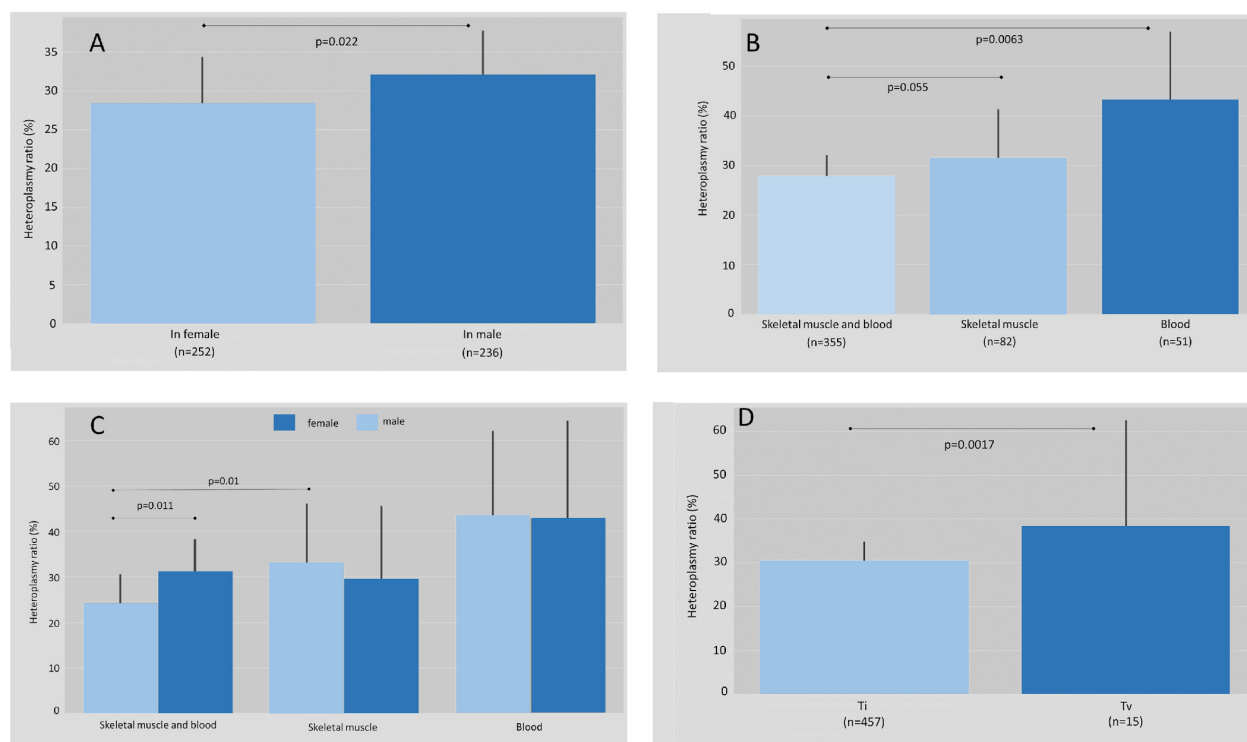 A
p=0.022
Heteroplasmy ratio (%)
35
30
25
20
15
10
5
0
In female
(n=252)
In male
(n=236)
B
p=0.0063
p=0.055
Heteroplasmy ratio (%)
50
40
30
20
10
0
Skeletal muscle and blood
(n=355)
Skeletal muscle
(n=82)
Blood
(n=51)
C
female
male
p=0.01
p=0.011
Heteroplasmy ratio (%)
60
50
40
30
20
10
0
Skeletal muscle and blood
Skeletal muscle
Blood
D
p=0.0017
Heteroplasmy ratio (%)
60
50
40
30
20
10
0
Ti
(n=457)
Tv
(n=15)